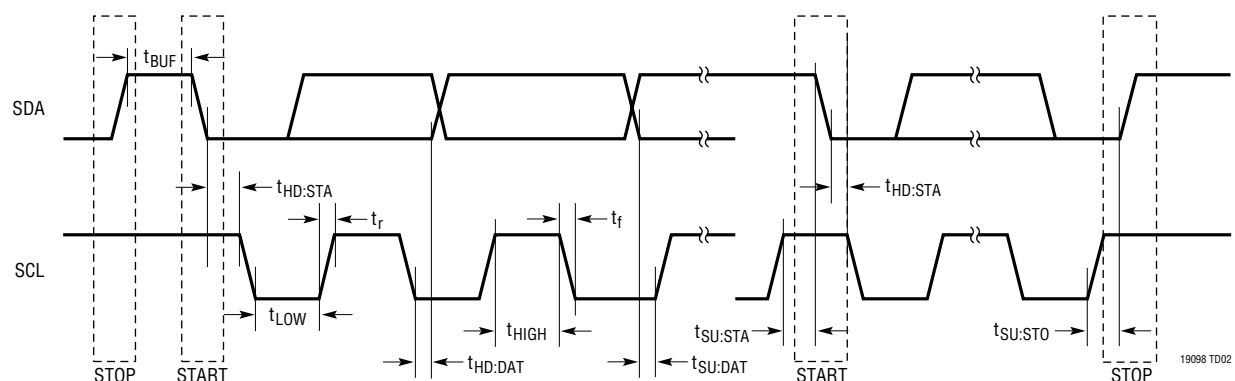 tBUF
SDA
tHD:STA
tr
tf
tHD:STA
SCL
tLOW
tHIGH
tSU:STA
tSU:STO
tHD:DAT
tSU:DAT
19098 TD02
STOP
START
START
STOP